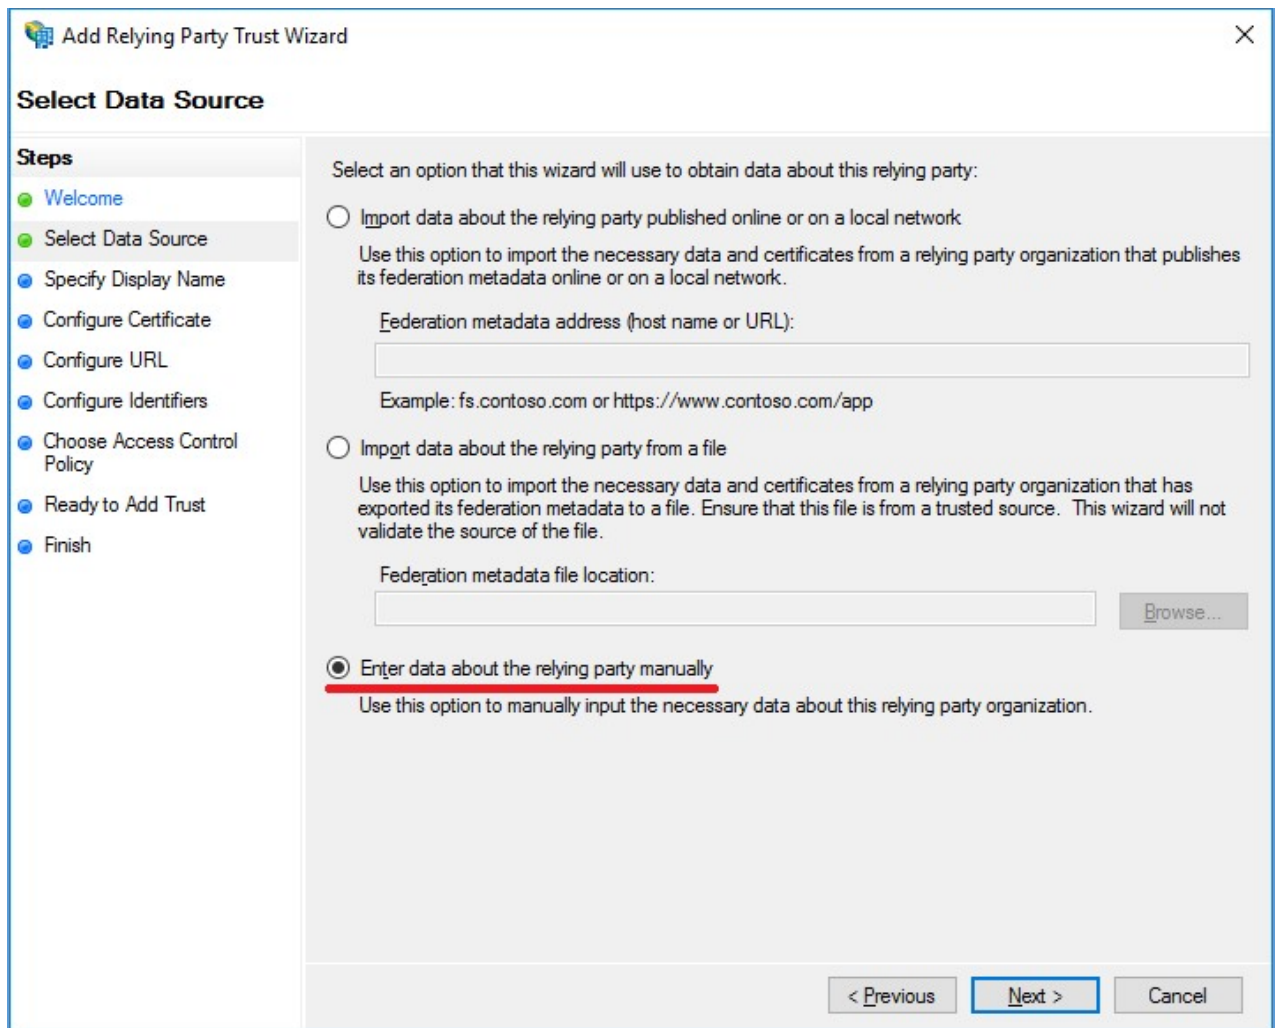 Add Relying Party Trust Wizard
Select Data Source
Steps
Welcome
Select Data Source
Specify Display Name
Configure Certificate
Configure URL
Configure Identifiers
Choose Access Control
Policy
Ready to Add Trust
Finish
Select an option that this wizard will use to obtain data about this relying party:
Import data about the relying party published online or on a local network
Use this option to import the necessary data and certificates from a relying party organization that publishes
its federation metadata online or on a local network.
Federation metadata address (host name or URL):
Example: fs.contoso.com or https://www.contoso.com/app
Import data about the relying party from a file
Use this option to import the necessary data and certificates from a relying party organization that has
exported its federation metadata to a file. Ensure that this file is from a trusted source.  This wizard will not
validate the source of the file.
Federation metadata file location:
Browse...
Enter data about the relying party manually
Use this option to manually input the necessary data about this relying party organization.
< Previous
Next >
Cancel